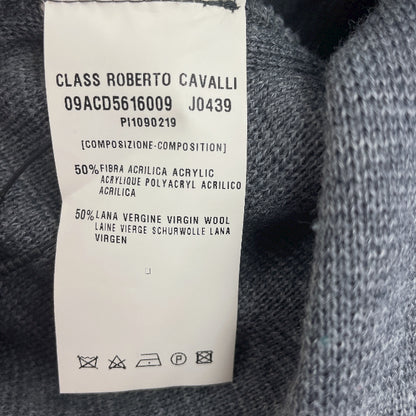 CLASS ROBERTO CAVALLI
09ACD5616009 J0439
PI1090219
[COMPOSIZIONE-COMPOSITION]
50% FIBRA ACRILICA ACRYLIC
ACRYLIQUE POLYACRYL ACRILICO
ACRILICA
50% LANA VERGINE VIRGIN WOOL
LAINE VIERGE SCHURWOLLE LANA
VIRGEN
P